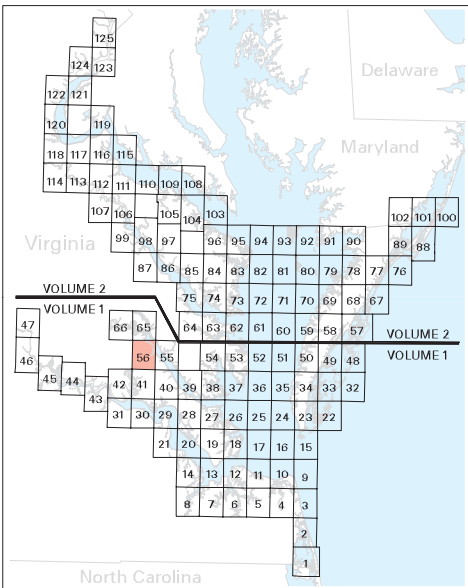 125
124 123
Delaware
122 121
120 119
Maryland
118 117 116 115
114 113 112 111 110 109 108
107 106 105 104 103
102 101 100
Virginia
99 98 97 96 95 94 93 92 91 90
89 88
87 86 85 84 83 82 81 80 79 78 77 76
75 74 73 72 71 70 69 68 67
VOLUME 2
VOLUME 1
47 66 65 64 63 62 61 60 59 58 57
VOLUME 2
VOLUME 1
46 56 55 54 53 52 51 50 49 48
45 44 43 42 41 40 39 38 37 36 35 34 33 32
31 30 29 28 27 26 25 24 23 22
21 20 19 18 17 16 15
14 13 12 11 10 9
8 7 6 5 4 3
2
1
North Carolina